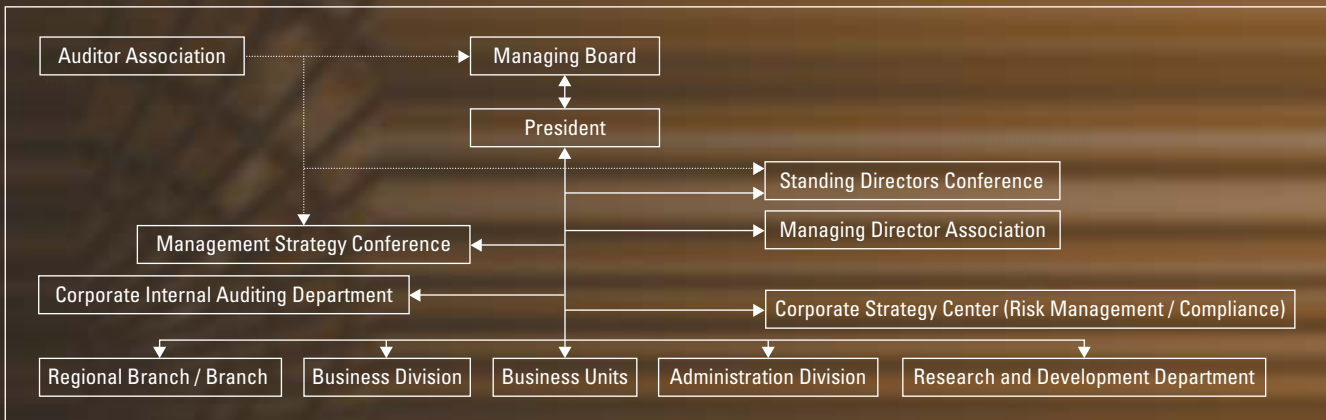 Auditor Association
Managing Board
President
Standing Directors Conference
Managing Director Association
Management Strategy Conference
Corporate Internal Auditing Department
Corporate Strategy Center (Risk Management / Compliance)
Regional Branch / Branch
Business Division
Business Units
Administration Division
Research and Development Department